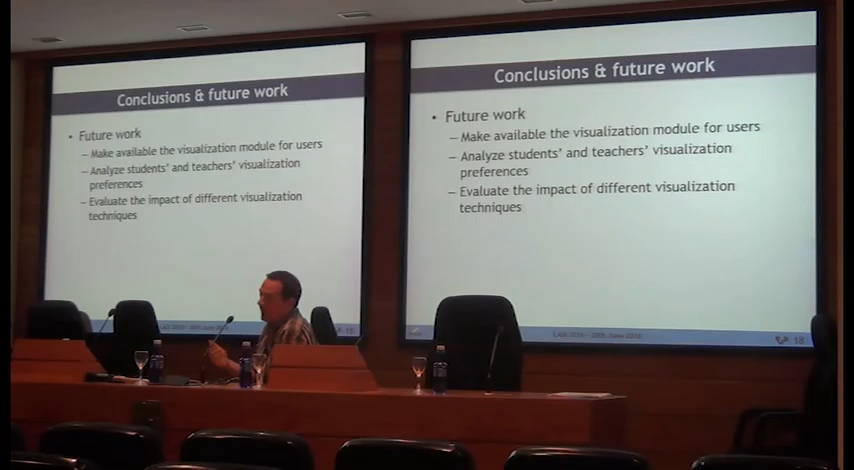 Conclusions & future work
• Future work
– Make available the visualization module for users
– Analyze students' and teachers' visualization
preferences
– Evaluate the impact of different visualization
techniques
Conclusions & future work
• Future work
– Make available the visualization module for users
– Analyze students' and teachers' visualization
preferences
– Evaluate the impact of different visualization
techniques
18